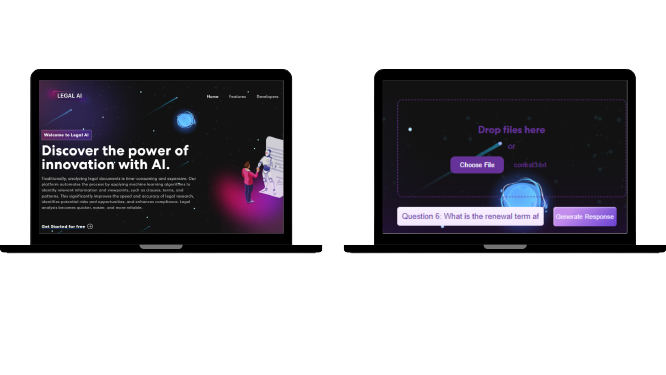 LEGAL AI
Home Features Developers
Welcome to Legal AI
Discover the power of
innovation with AI.
Traditionally, analyzing legal documents is time-consuming and expensive. Our
platform automates the process by applying machine learning algorithms to
identify relevant information and viewpoints, such as clauses, terms, and
patterns. This significantly improves the speed and accuracy of legal research,
identifies potential risks and opportunities, and enhances compliance. Legal
analysis becomes quicker, easier, and more reliable.
Get Started for free
Drop files here
or
Choose File
Question 6: What is the renewal term af
Generate Response